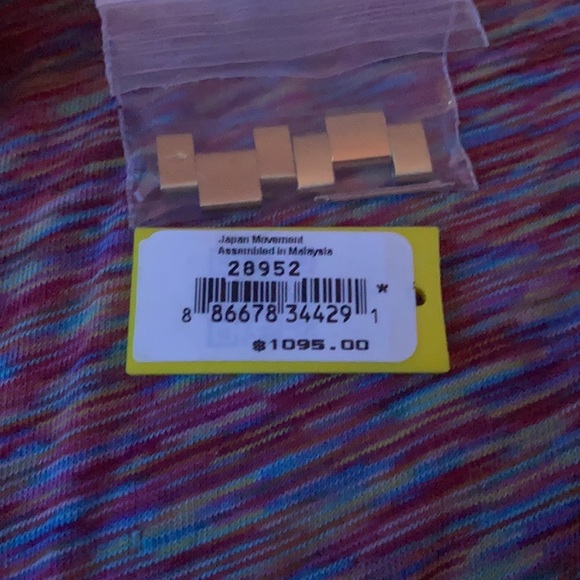 Japan Movement
Assembled in Malaysia
28952
*
8 86678 34429 1
$1095.00